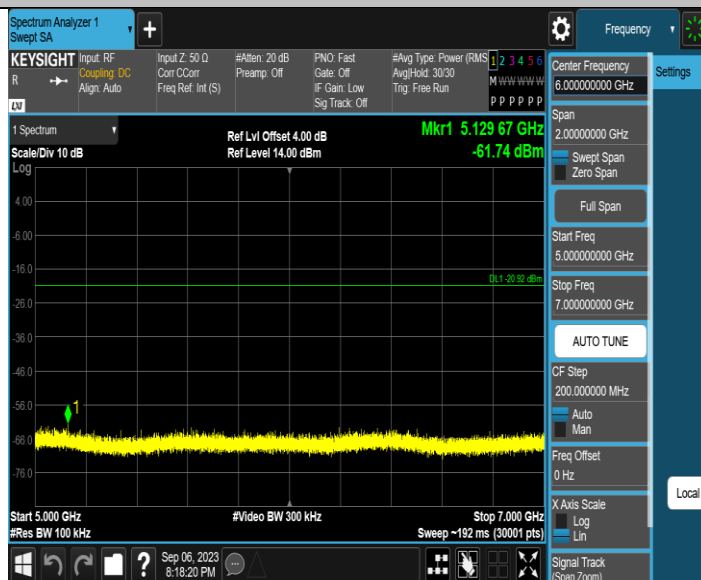 Spectrum Analyzer 1
Swept SA
Frequency
KEYSIGHT
R
LXI
Input: RF
Coupling: DC
Align: Auto
Input Z: 50 Ω
Corr CCorr
Freq Ref: Int (S)
#Atten: 20 dB
Preamp: Off
PNO: Fast
Gate: Off
IF Gain: Low
Sig Track: Off
#Avg Type: Power (RMS
Avg|Hold: 30/30
Trig: Free Run
1 2 3 4 5 6
M W W W W W
P P P P P P
1 Spectrum
Scale/Div 10 dB
Log
Ref Lvl Offset 4.00 dB
Ref Level 14.00 dBm
Mkr1 5.129 67 GHz
-61.74 dBm
4.00
-6.00
-16.0
DL1 -20.92 dBm
-26.0
-36.0
-46.0
-56.0
1
-66.0
-76.0
Start 5.000 GHz
#Res BW 100 kHz
#Video BW 300 kHz
Stop 7.000 GHz
Sweep ~192 ms (30001 pts)
Sep 06, 2023
8:18:20 PM
Center Frequency
6.000000000 GHz
Span
2.00000000 GHz
Swept Span
Zero Span
Full Span
Start Freq
5.000000000 GHz
Stop Freq
7.000000000 GHz
AUTO TUNE
CF Step
200.000000 MHz
Auto
Man
Freq Offset
0 Hz
X Axis Scale
Log
Lin
Signal Track
(Span Zoom)
Settings
Local